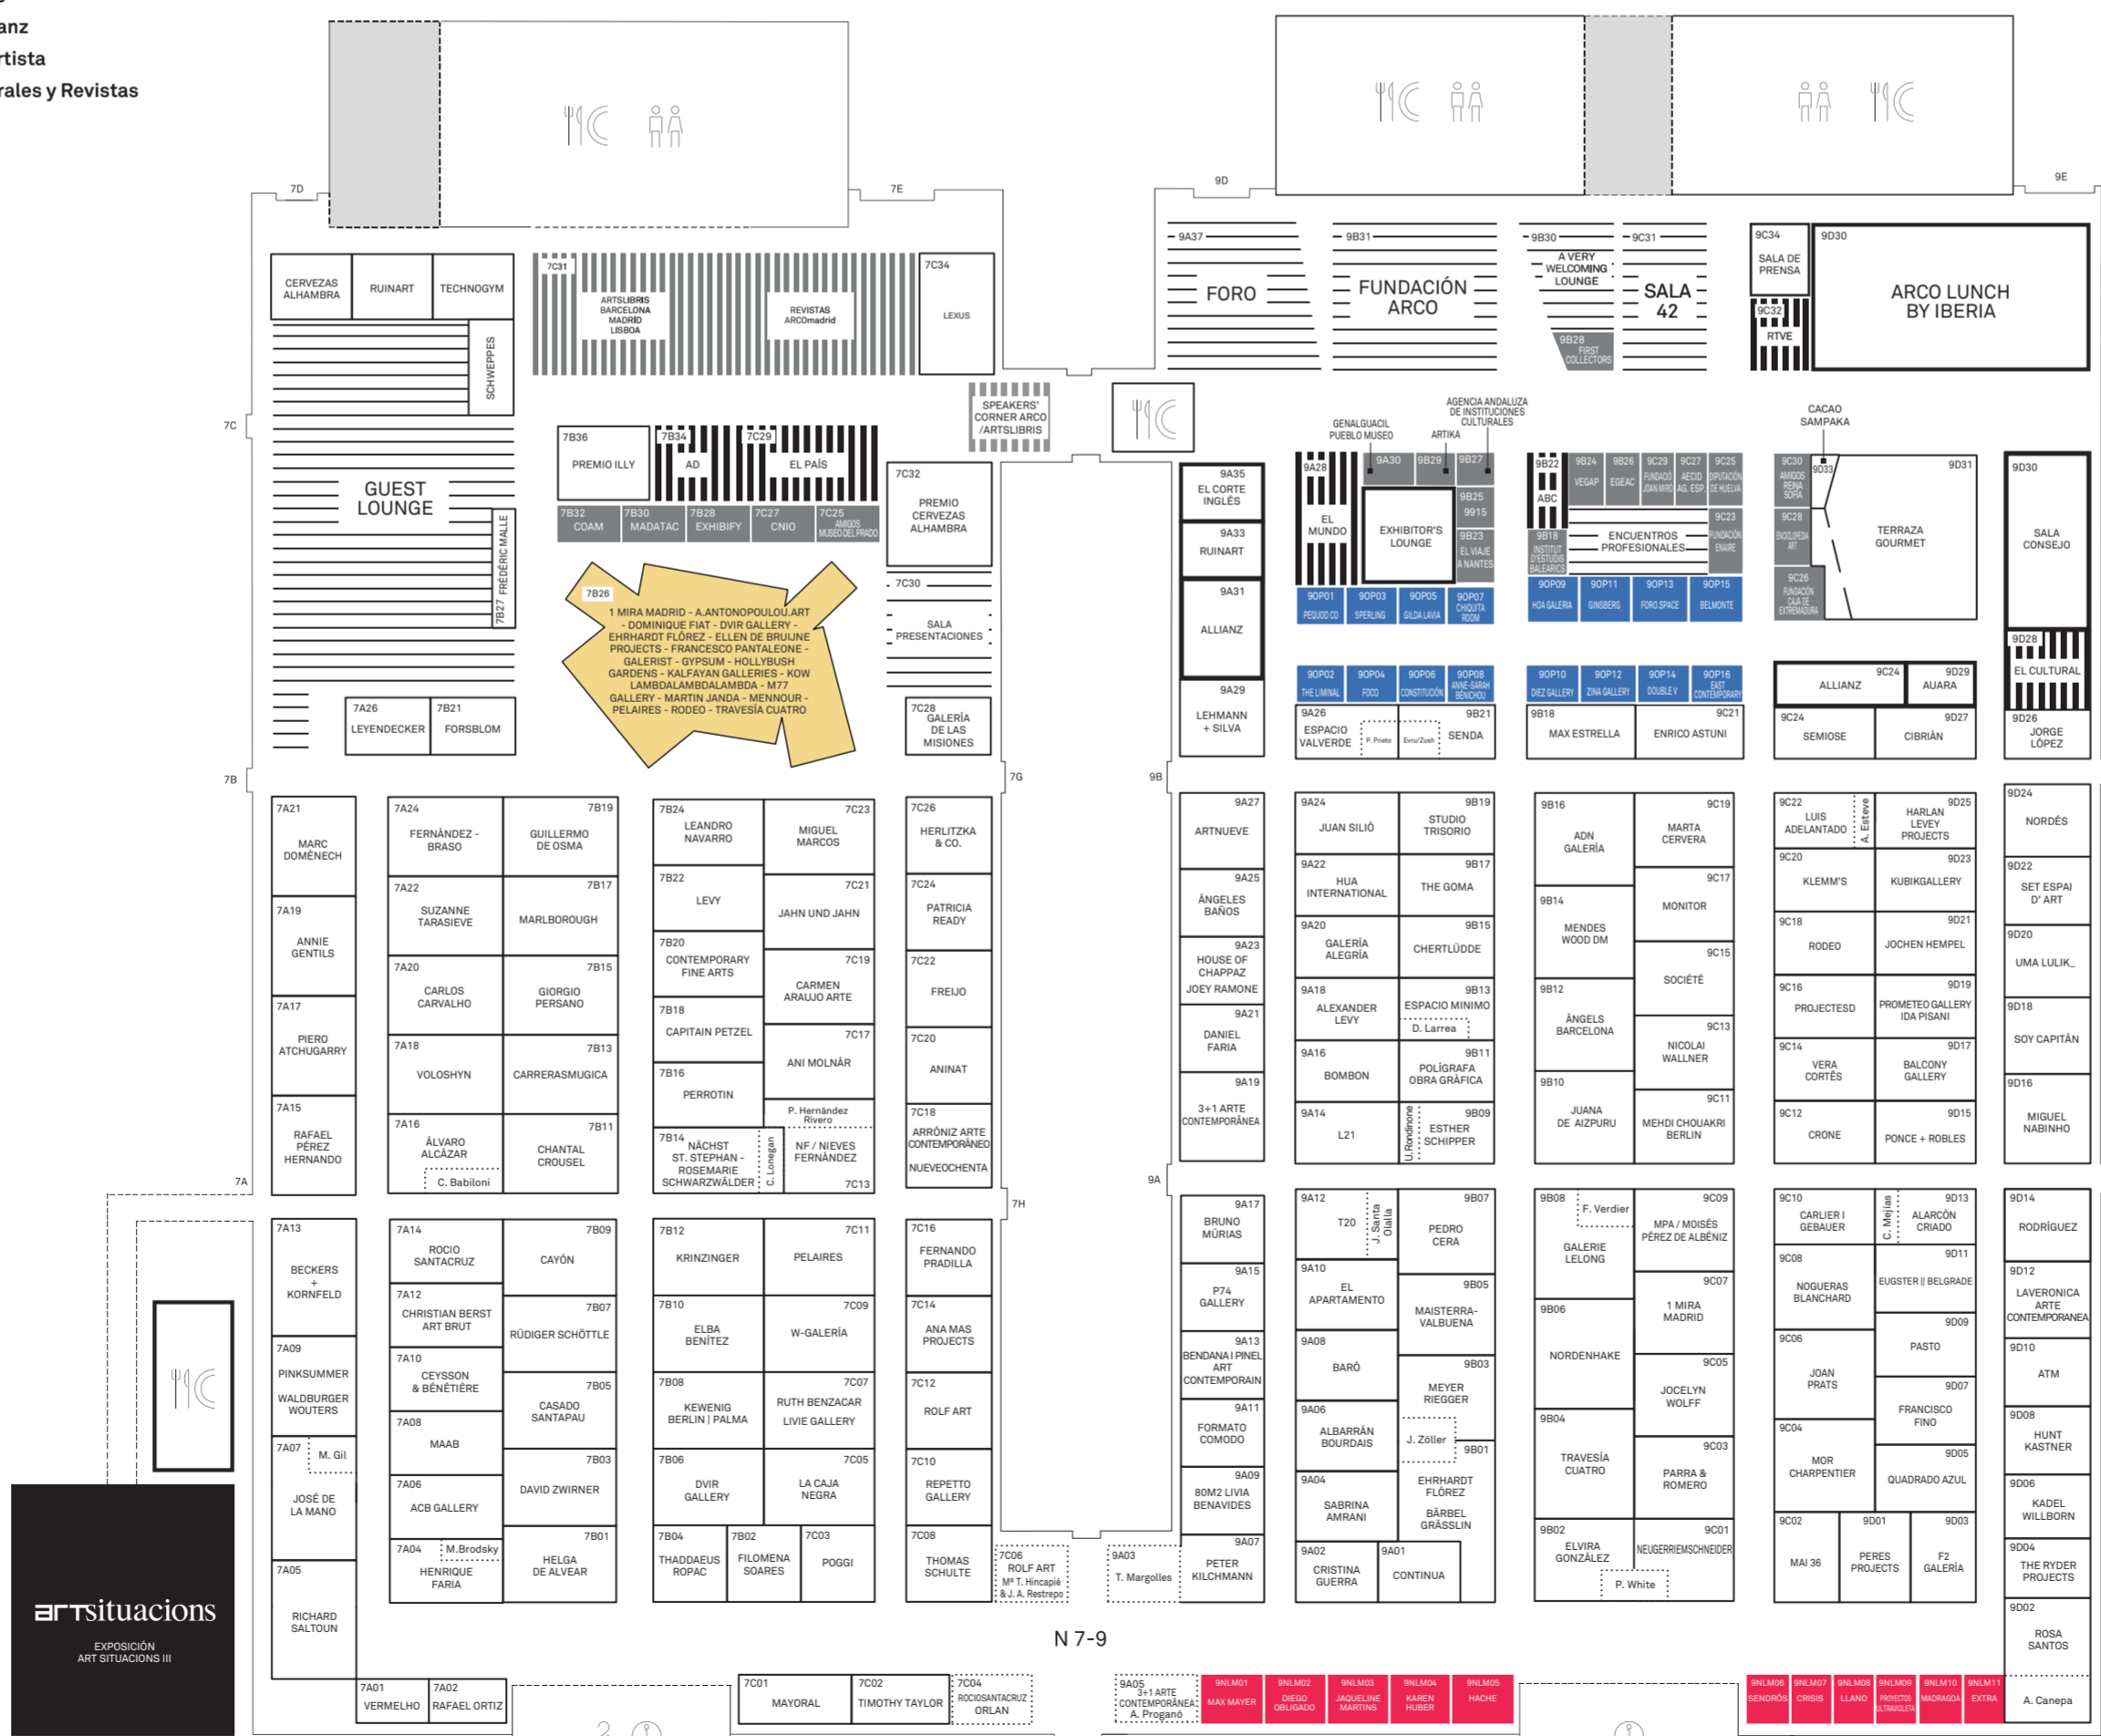 anz
rtista
rales y Revistas
7D
7E
9D
9E
CERVEZAS
ALHAMBRA
RUINART
TECHNOGYM
SCHWEPPES
7C31
ARTSLIBRIS
BARCELONA
MADRID
LISBOA
REVISTAS
ARCOmadrid
7C34
LEXUS
9A37
FORO
9B31
FUNDACIÓN
ARCO
9B30
A VERY
WELCOMING
LOUNGE
9B28
FIRST
COLLECTORS
9C31
SALA
42
9C34
SALA DE
PRENSA
9C32
RTVE
9D30
ARCO LUNCH
BY IBERIA
7C
GUEST
LOUNGE
7B27 FRÉDÉRIC MALLE
7B36
PREMIO ILLY
7B34
AD
7C29
EL PAÍS
7B32
COAM
7B30
MADATAC
7B28
EXHIBIFY
7C27
CNIO
7C25
AMIGOS
MUSEO DEL PRADO
SPEAKERS'
CORNER ARCO
/ARTSLIBRIS
7C32
PREMIO
CERVEZAS
ALHAMBRA
7C30
SALA
PRESENTACIONES
7C28
GALERÍA
DE LAS
MISIONES
7B26
1 MIRA MADRID - A.ANTONOPOULOU.ART
- DOMINIQUE FIAT - DVIR GALLERY -
EHRHARDT FLÓREZ - ELLEN DE BRUIJNE
PROJECTS - FRANCESCO PANTALEONE -
GALERIST - GYPSUM - HOLLYBUSH
GARDENS - KALFAYAN GALLERIES - KOW
LAMBDALAMBDALAMBDA - M77
GALLERY - MARTIN JANDA - MENNOUR -
PELAIRES - RODEO - TRAVESÍA CUATRO
7A26
LEYENDECKER
7B21
FORSBLOM
9A35
EL CORTE
INGLÉS
9A33
RUINART
9A31
ALLIANZ
9A29
LEHMANN
+ SILVA
GENALGUACIL
PUEBLO MUSEO
ARTIKA
AGENCIA ANDALUZA
DE INSTITUCIONES
CULTURALES
9A28
EL
MUNDO
9A30
9B29
9B27
EXHIBITOR'S
LOUNGE
9B25
9915
9B23
EL VIAJE
A NANTES
9OP01
PEQUOD CO
9OP03
SPERLING
9OP05
GILDA LAVIA
9OP07
CHIQUITA
ROOM
9OP02
THE LIMINAL
9OP04
FOCO
9OP06
CONSTITUCIÓN
9OP08
ANNE-SARAH
BÉNICHOU
9A26
ESPACIO
VALVERDE
P. Prieto
Evru/Zush
9B21
SENDA
9B22
ABC
9B24
VEGAP
9B26
EGEAC
9C29
FUNDACIÓ
JOAN MIRÓ
9C27
AECID
AG. ESP.
9C25
DIPUTACIÓN
DE HUELVA
9B18
INSTITUT
D'ESTUDIS
BALEARICS
ENCUENTROS
PROFESIONALES
9C23
FUNDACIÓN
ENAIRE
9OP09
HOA GALERIA
9OP11
GINSBERG
9OP13
FORO.SPACE
9OP15
BELMONTE
9OP10
DIEZ GALLERY
9OP12
ZINA GALLERY
9OP14
DOUBLE V
9OP16
EAST
CONTEMPORARY
9B18
MAX ESTRELLA
9C21
ENRICO ASTUNI
CACAO
SAMPAKA
9C30
AMIGOS
REINA
SOFÍA
9D33
9D31
9C28
ENCICLOPEDIA
ART
TERRAZA
GOURMET
9C26
FUNDACIÓN
CAJA DE
EXTREMADURA
9D30
SALA
CONSEJO
9D28
EL CULTURAL
9C24
ALLIANZ
9D29
AUARA
9C24
SEMIOSE
9D27
CIBRIÁN
9D26
JORGE
LÓPEZ
7B
7G
9B
7A21
MARC
DOMÈNECH
7A19
ANNIE
GENTILS
7A17
PIERO
ATCHUGARRY
7A15
RAFAEL
PÉREZ
HERNANDO
7A24
FERNÁNDEZ -
BRASO
7B19
GUILLERMO
DE OSMA
7A22
SUZANNE
TARASIEVE
7B17
MARLBOROUGH
7A20
CARLOS
CARVALHO
7B15
GIORGIO
PERSANO
7A18
VOLOSHYN
7B13
CARRERASMUGICA
7A16
ÁLVARO
ALCÁZAR
C. Babiloni
7B11
CHANTAL
CROUSEL
7B24
LEANDRO
NAVARRO
7C23
MIGUEL
MARCOS
7B22
LEVY
7C21
JAHN UND JAHN
7B20
CONTEMPORARY
FINE ARTS
7C19
CARMEN
ARAUJO ARTE
7B18
CAPITAIN PETZEL
7C17
ANI MOLNÁR
7B16
PERROTIN
P. Hernández
Rivero
7B14
NÄCHST
ST. STEPHAN -
ROSEMARIE
SCHWARZWÄLDER
C. Lonegan
NF / NIEVES
FERNÁNDEZ
7C13
7C26
HERLITZKA
& CO.
7C24
PATRICIA
READY
7C22
FREIJO
7C20
ANINAT
7C18
ARRÓNIZ ARTE
CONTEMPORÁNEO
NUEVEOCHENTA
9A27
ARTNUEVE
9A25
ÁNGELES
BAÑOS
9A23
HOUSE OF
CHAPPAZ
JOEY RAMONE
9A21
DANIEL
FARIA
9A19
3+1 ARTE
CONTEMPORÂNEA
9A24
JUAN SILIÓ
9B19
STUDIO
TRISORIO
9A22
HUA
INTERNATIONAL
9B17
THE GOMA
9A20
GALERÍA
ALEGRÍA
9B15
CHERTLÜDDE
9A18
ALEXANDER
LEVY
9B13
ESPACIO MINIMO
D. Larrea
9A16
BOMBON
9B11
POLÍGRAFA
OBRA GRÀFICA
9A14
L21
U.Rondinone
9B09
ESTHER
SCHIPPER
9B16
ADN
GALERÍA
9C19
MARTA
CERVERA
9B14
MENDES
WOOD DM
9C17
MONITOR
9C15
SOCIÉTÉ
9B12
ÀNGELS
BARCELONA
9C13
NICOLAI
WALLNER
9B10
JUANA
DE AIZPURU
9C11
MEHDI CHOUAKRI
BERLIN
9C22
LUIS
ADELANTADO
A. Esteve
9D25
HARLAN
LEVEY
PROJECTS
9C20
KLEMM'S
9D23
KUBIKGALLERY
9C18
RODEO
9D21
JOCHEN HEMPEL
9C16
PROJECTESD
9D19
PROMETEO GALLERY
IDA PISANI
9C14
VERA
CORTÊS
9D17
BALCONY
GALLERY
9C12
CRONE
9D15
PONCE + ROBLES
9D24
NORDÉS
9D22
SET ESPAI
D' ART
9D20
UMA LULIK_
9D18
SOY CAPITÁN
9D16
MIGUEL
NABINHO
7A
7H
9A
7A13
BECKERS
+
KORNFELD
7A09
PINKSUMMER
WALDBURGER
WOUTERS
7A07
M. Gil
JOSÉ DE
LA MANO
7A05
RICHARD
SALTOUN
7A14
ROCIO
SANTACRUZ
7B09
CAYÓN
7A12
CHRISTIAN BERST
ART BRUT
7B07
RÜDIGER SCHÖTTLE
7A10
CEYSSON
& BÉNÉTIÈRE
7B05
CASADO
SANTAPAU
7A08
MAAB
7B03
DAVID ZWIRNER
7A06
ACB GALLERY
7A04
M.Brodsky
HENRIQUE
FARIA
7B01
HELGA
DE ALVEAR
7B12
KRINZINGER
7C11
PELAIRES
7B10
ELBA
BENÍTEZ
7C09
W-GALERÍA
7B08
KEWENIG
BERLIN | PALMA
7C07
RUTH BENZACAR
LIVIE GALLERY
7B06
DVIR
GALLERY
7C05
LA CAJA
NEGRA
7B04
THADDAEUS
ROPAC
7B02
FILOMENA
SOARES
7C03
POGGI
7C16
FERNANDO
PRADILLA
7C14
ANA MAS
PROJECTS
7C12
ROLF ART
7C10
REPETTO
GALLERY
7C08
THOMAS
SCHULTE
7C06
ROLF ART
Mª T. Hincapié
& J. A. Restrepo
9A03
T. Margolles
9A17
BRUNO
MÚRIAS
9A15
P74
GALLERY
9A13
BENDANA I PINEL
ART
CONTEMPORAIN
9A11
FORMATO
COMODO
9A09
80M2 LIVIA
BENAVIDES
9A07
PETER
KILCHMANN
9A12
T20
J. Santa
Olalla
9B07
PEDRO
CERA
9A10
EL
APARTAMENTO
9B05
MAISTERRA-
VALBUENA
9A08
BARÓ
9B03
MEYER
RIEGGER
9A06
ALBARRÁN
BOURDAIS
J. Zöller
9B01
EHRHARDT
FLÓREZ
BÄRBEL
GRÄSSLIN
9A04
SABRINA
AMRANI
9A02
CRISTINA
GUERRA
9A01
CONTINUA
9B08
F. Verdier
GALERIE
LELONG
9C09
MPA / MOISÉS
PÉREZ DE ALBÉNIZ
9B06
NORDENHAKE
9C07
1 MIRA
MADRID
9C05
JOCELYN
WOLFF
9B04
TRAVESÍA
CUATRO
9C03
PARRA &
ROMERO
9B02
ELVIRA
GONZÁLEZ
9C01
NEUGERRIEMSCHNEIDER
P. White
9C10
CARLIER I
GEBAUER
C. Mejías
9D13
ALARCÓN
CRIADO
9C08
NOGUERAS
BLANCHARD
9D11
EUGSTER || BELGRADE
9D09
PASTO
9C06
JOAN
PRATS
9D07
FRANCISCO
FINO
9C04
MOR
CHARPENTIER
9D05
QUADRADO AZUL
9C02
MAI 36
9D01
PERES
PROJECTS
9D03
F2
GALERÍA
9D14
RODRÍGUEZ
9D12
LAVERONICA
ARTE
CONTEMPORANEA
9D10
ATM
9D08
HUNT
KASTNER
9D06
KADEL
WILLBORN
9D04
THE RYDER
PROJECTS
9D02
ROSA
SANTOS
A. Canepa
artsituacions
EXPOSICIÓN
ART SITUACIONS III
N 7-9
7A01
VERMELHO
7A02
RAFAEL ORTIZ
7C01
MAYORAL
7C02
TIMOTHY TAYLOR
7C04
ROCIOSANTACRUZ
ORLAN
9A05
3+1 ARTE
CONTEMPORÂNEA
A. Proganó
9NLM01
MAX MAYER
9NLM02
DIEGO
OBLIGADO
9NLM03
JAQUELINE
MARTINS
9NLM04
KAREN
HUBER
9NLM05
HACHE
9NLM06
SENDRÓS
9NLM07
CRISIS
9NLM08
LLANO
9NLM09
PROYECTOS
ULTRAVIOLETA
9NLM10
MADRAGOA
9NLM11
EXTRA